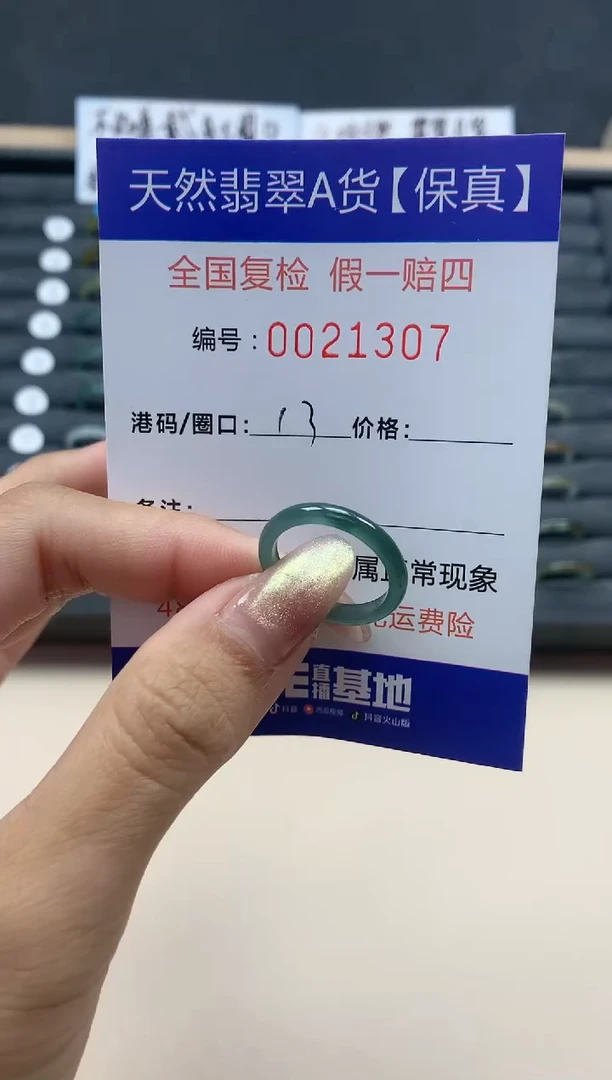 天然翡翠A货【保真】
全国复检 假一赔四
编号:0021307
港码/圈口: 13 价格:
备注:
属正常现象
运费险
直播基地
抖音 抖音火山版